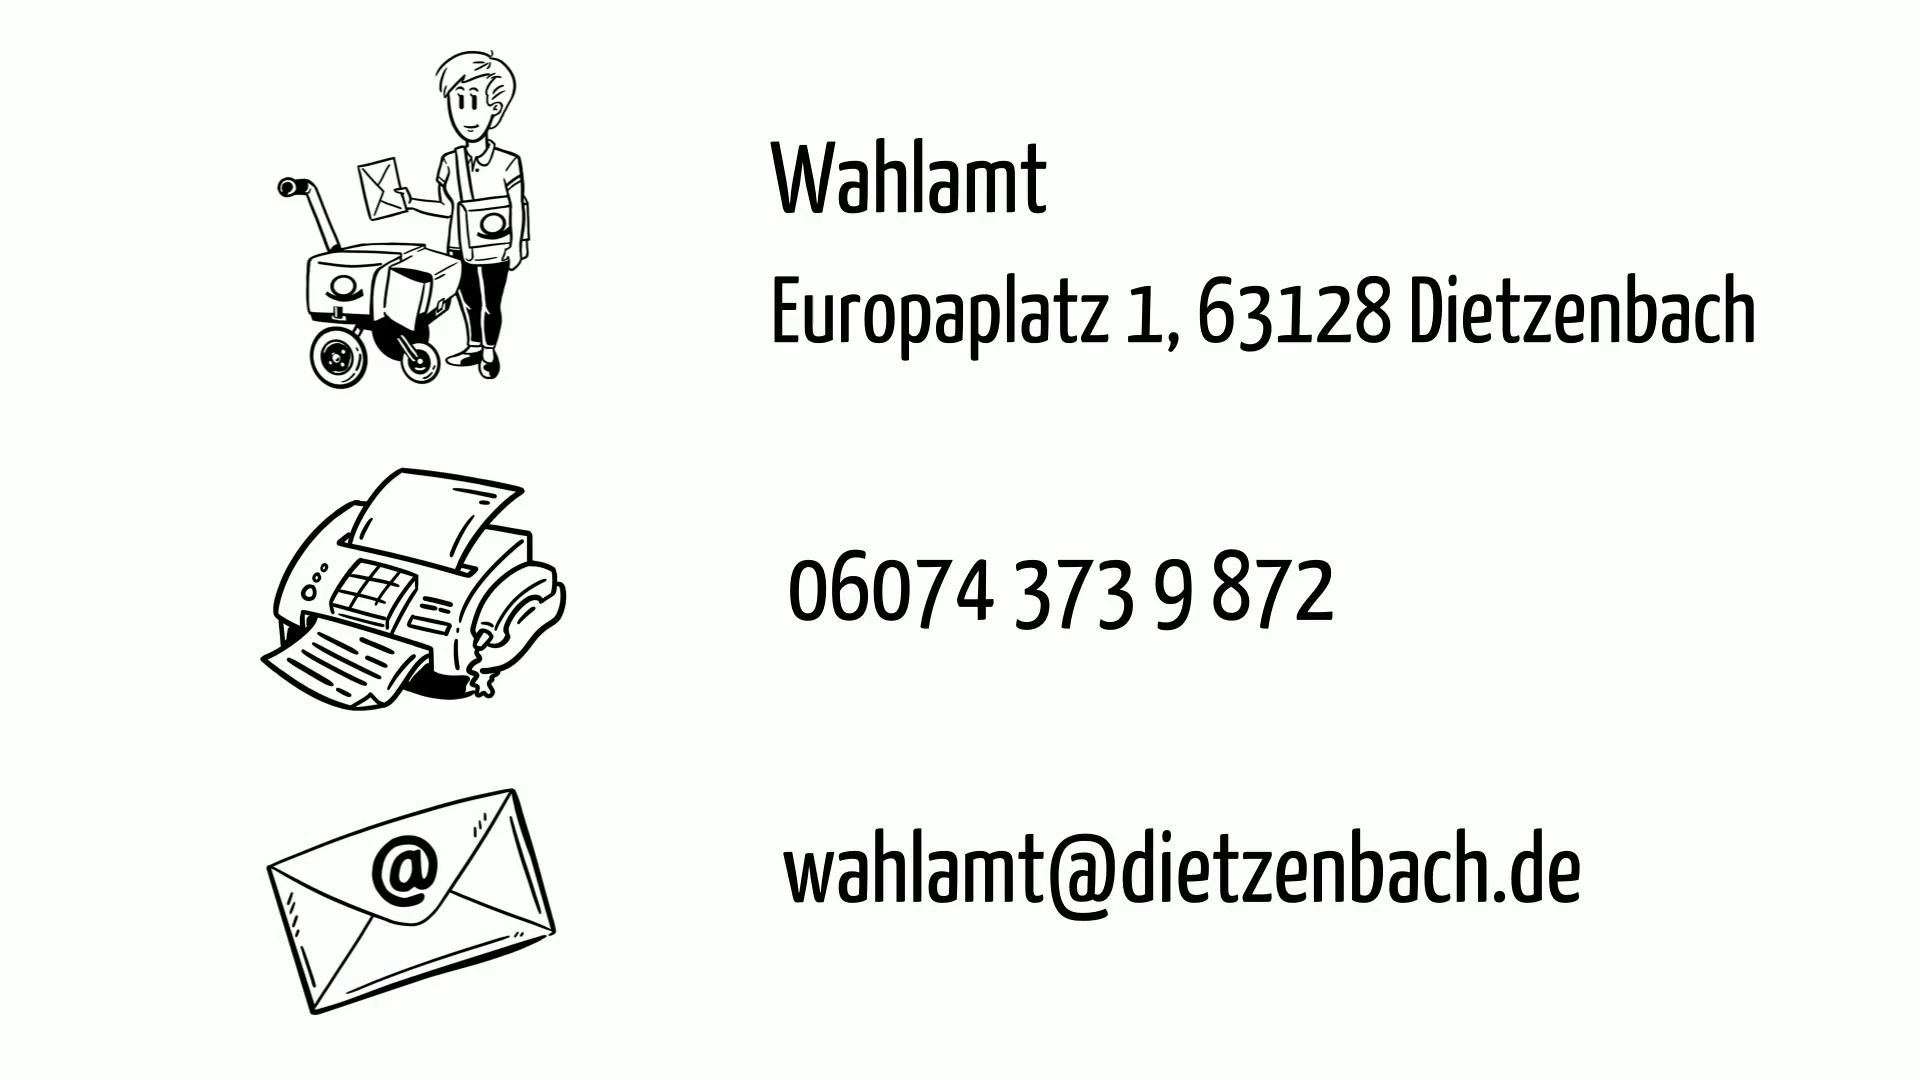 Wahlamt
Europaplatz 1, 63128 Dietzenbach
06074 373 9 872
@
wahlamt@dietzenbach.de